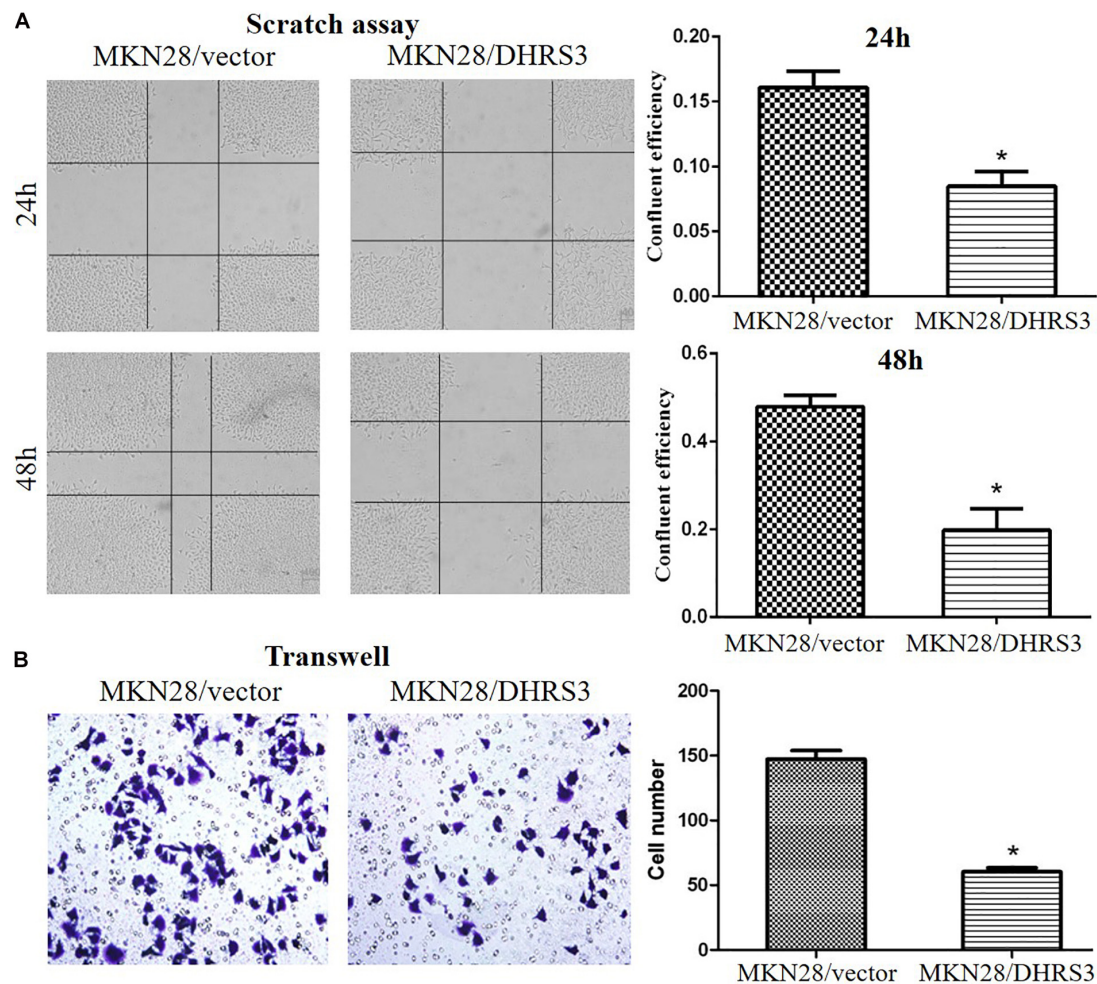 A
Scratch assay
MKN28/vector
MKN28/DHRS3
24h
48h
24h
Confluent efficiency
0.20
0.15
0.10
0.05
0.00
*
MKN28/vector
MKN28/DHRS3
48h
Confluent efficiency
0.6
0.4
0.2
0.0
*
MKN28/vector
MKN28/DHRS3
B
Transwell
MKN28/vector
MKN28/DHRS3
Cell number
200
150
100
50
0
*
MKN28/vector
MKN28/DHRS3